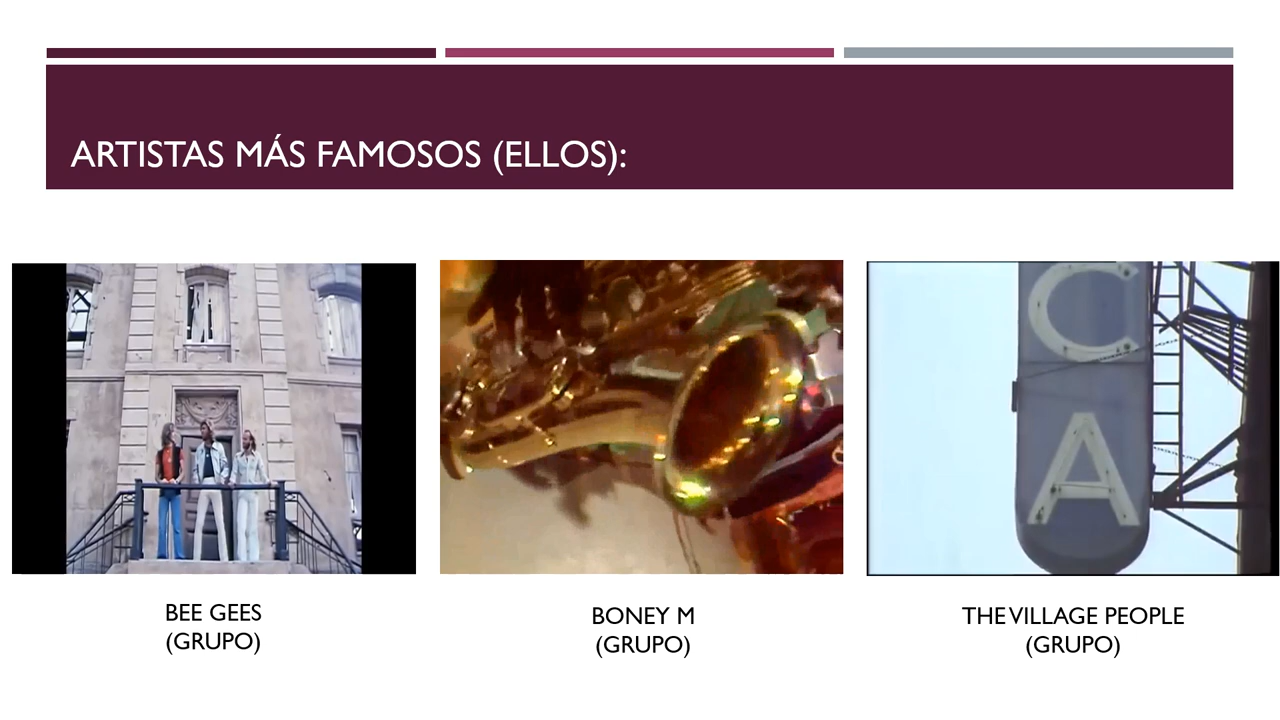 ARTISTAS MÁS FAMOSOS (ELLOS):
C
A
BEE GEES
(GRUPO)
BONEY M
(GRUPO)
THE VILLAGE PEOPLE
(GRUPO)